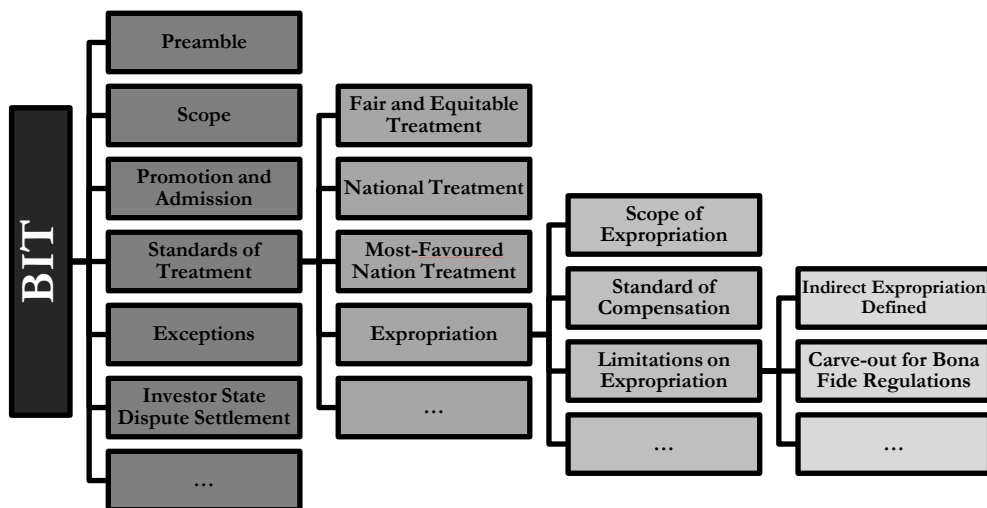 BIT
Preamble
Scope
Promotion and
Admission
Standards of
Treatment
Exceptions
Investor State
Dispute Settlement
…
Fair and Equitable
Treatment
National Treatment
Most-Favoured
Nation Treatment
Expropriation
…
Scope of
Expropriation
Standard of
Compensation
Limitations on
Expropriation
…
Indirect Expropriation
Defined
Carve-out for Bona
Fide Regulations
…